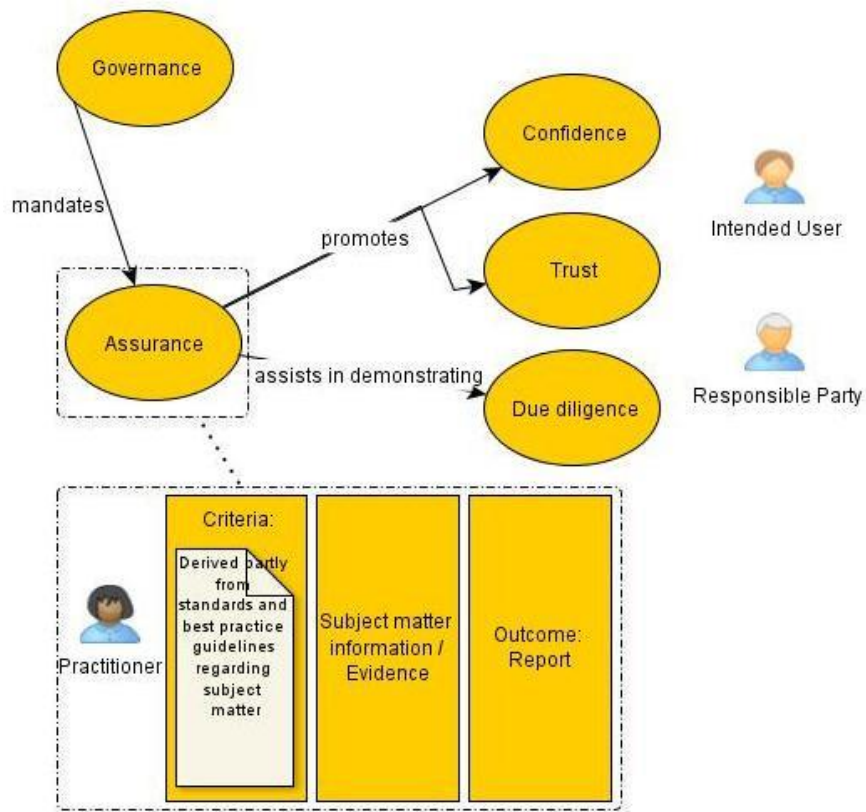 Governance
Confidence
mandates
promotes
Intended User
Trust
Assurance
assists in demonstrating
Due diligence
Responsible Party
Criteria:
Derived partly
from
standards and
best practice
guidelines
regarding
subject
matter
Subject matter
information /
Evidence
Outcome:
Report
Practitioner